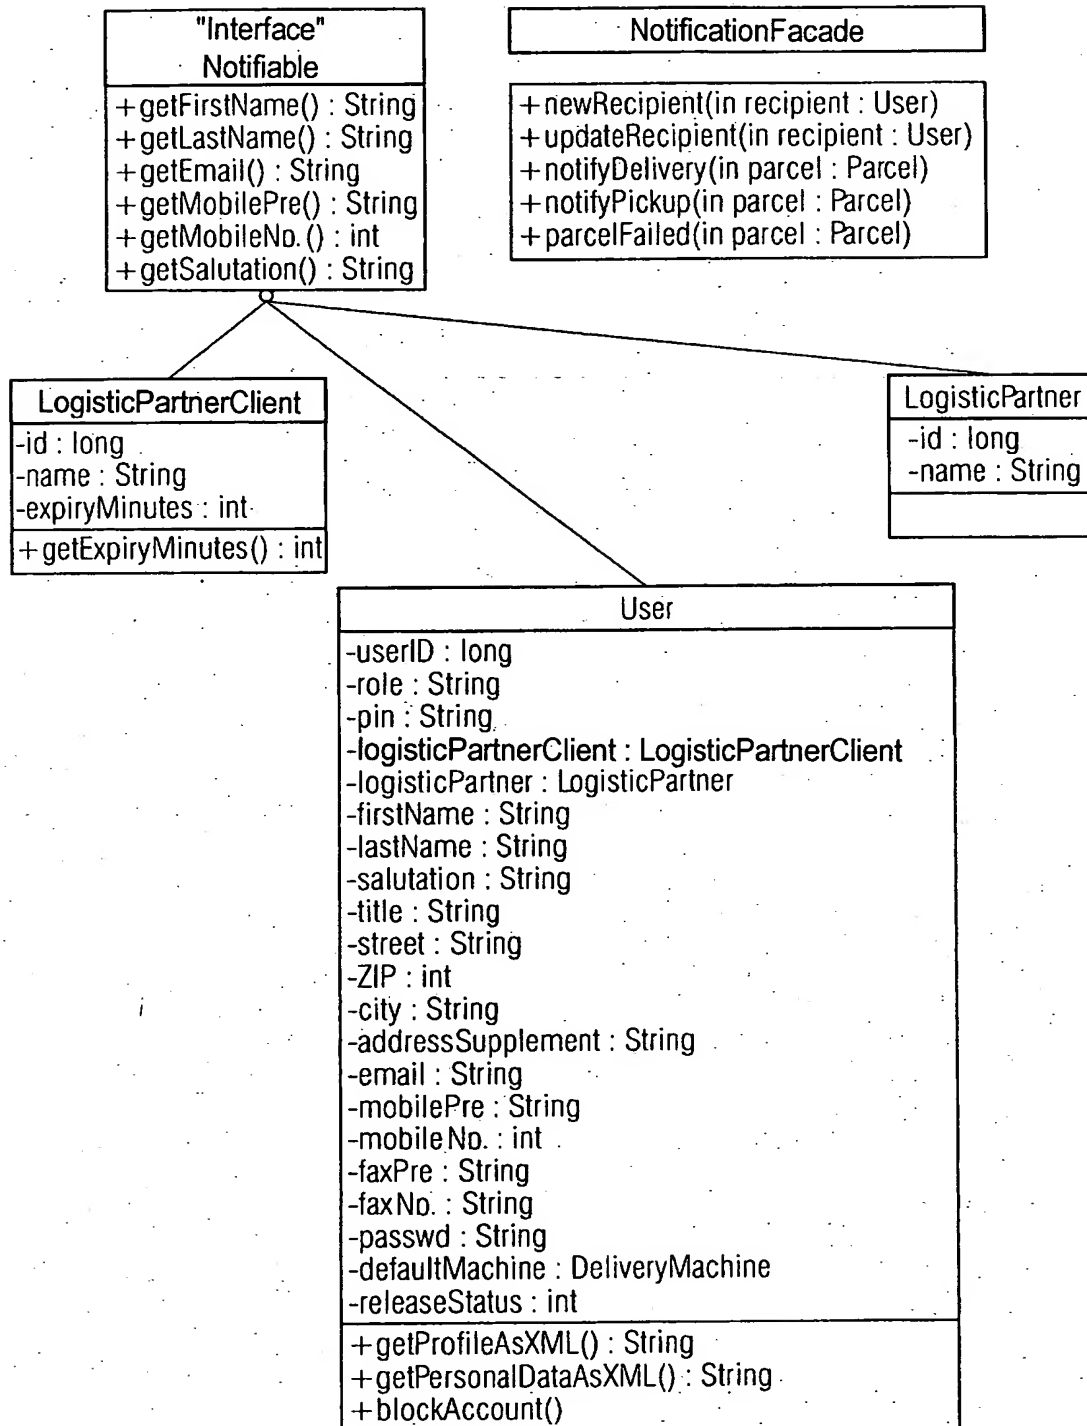 "Interface"
Notifiable
+getFirstName() : String
+getLastName() : String
+getEmail() : String
+getMobilePre() : String
+getMobileNo.() : int
+getSalutation() : String
NotificationFacade
+newRecipient(in recipient : User)
+updateRecipient(in recipient : User)
+notifyDelivery(in parcel : Parcel)
+notifyPickup(in parcel : Parcel)
+parcelFailed(in parcel : Parcel)
LogisticPartnerClient
-id : long
-name : String
-expiryMinutes : int
+getExpiryMinutes() : int
LogisticPartner
-id : long
-name : String
User
-userID : long
-role : String
-pin : String
-logisticPartnerClient : LogisticPartnerClient
-logisticPartner : LogisticPartner
-firstName : String
-lastName : String
-salutation : String
-title : String
-street : String
-ZIP : int
-city : String
-addressSupplement : String
-email : String
-mobilePre : String
-mobileNo. : int
-faxPre : String
-faxNo. : String
-passwd : String
-defaultMachine : DeliveryMachine
-releaseStatus : int
+getProfileAsXML() : String
+getPersonalDataAsXML() : String
+blockAccount()